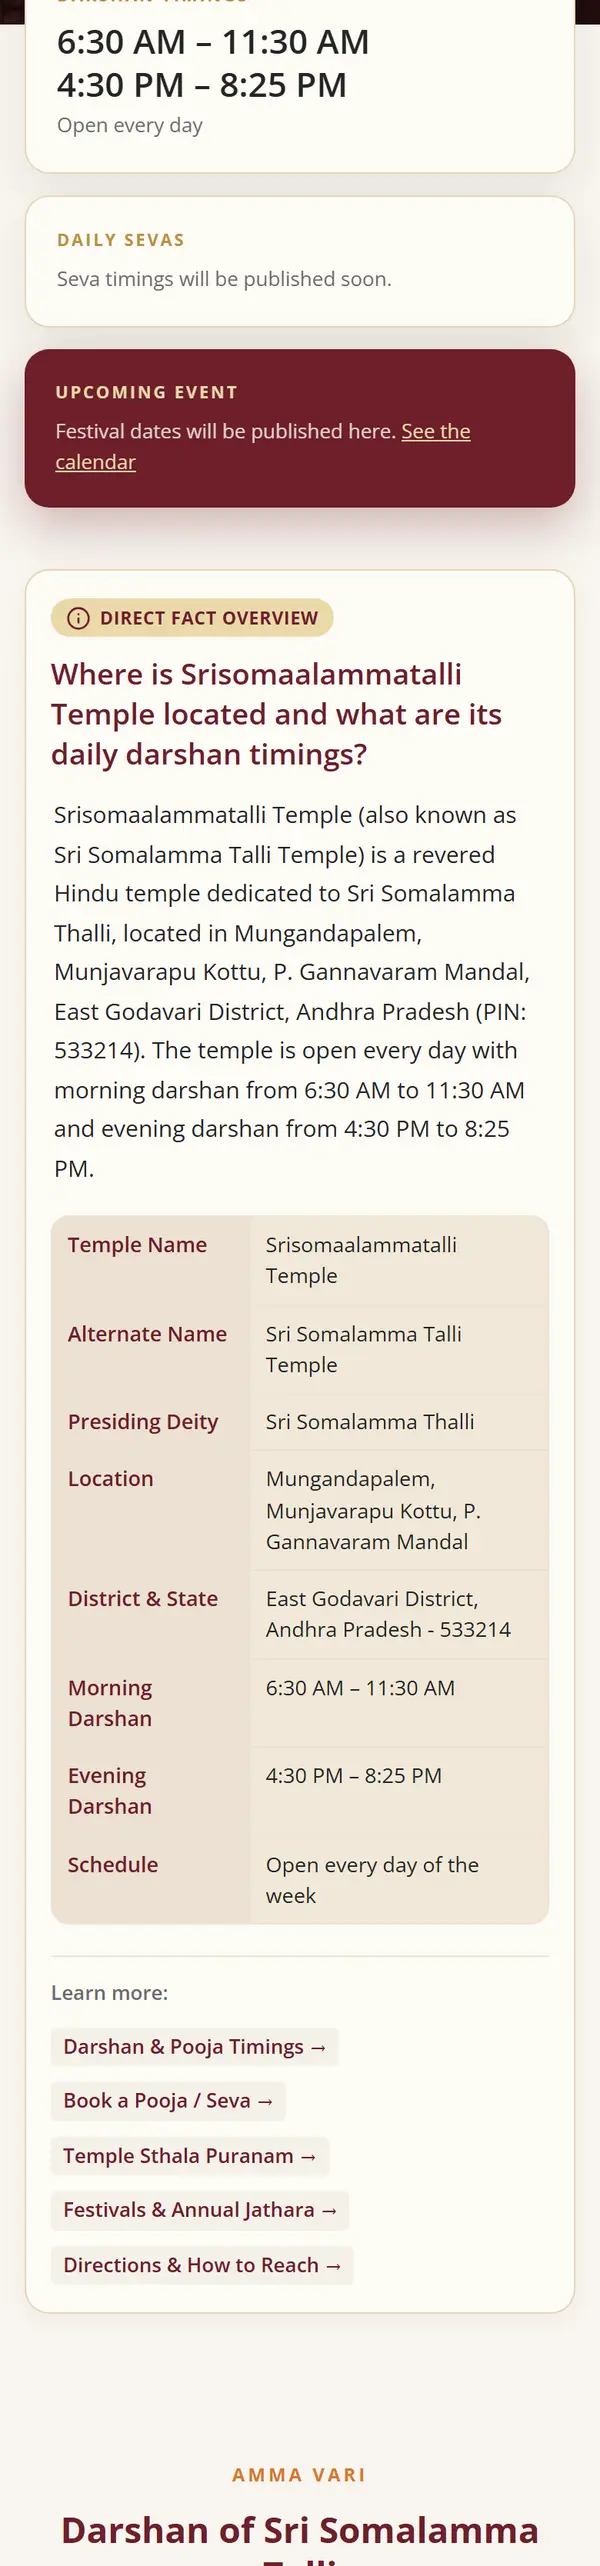 6:30 AM – 11:30 AM
4:30 PM – 8:25 PM
Open every day
DAILY SEVAS
Seva timings will be published soon.
UPCOMING EVENT
Festival dates will be published here. See the
calendar
DIRECT FACT OVERVIEW
Where is Srisomaalammatalli
Temple located and what are its
daily darshan timings?
Srisomaalammatalli Temple (also known as
Sri Somalamma Talli Temple) is a revered
Hindu temple dedicated to Sri Somalamma
Thalli, located in Mungandapalem,
Munjavarapu Kottu, P. Gannavaram Mandal,
East Godavari District, Andhra Pradesh (PIN:
533214). The temple is open every day with
morning darshan from 6:30 AM to 11:30 AM
and evening darshan from 4:30 PM to 8:25
PM.
Temple Name
Srisomaalammatalli
Temple
Alternate Name
Sri Somalamma Talli
Temple
Presiding Deity
Sri Somalamma Thalli
Location
Mungandapalem,
Munjavarapu Kottu, P.
Gannavaram Mandal
District & State
East Godavari District,
Andhra Pradesh - 533214
Morning
Darshan
6:30 AM – 11:30 AM
Evening
Darshan
4:30 PM – 8:25 PM
Schedule
Open every day of the
week
Learn more:
Darshan & Pooja Timings →
Book a Pooja / Seva →
Temple Sthala Puranam →
Festivals & Annual Jathara →
Directions & How to Reach →
AMMA VARI
Darshan of Sri Somalamma